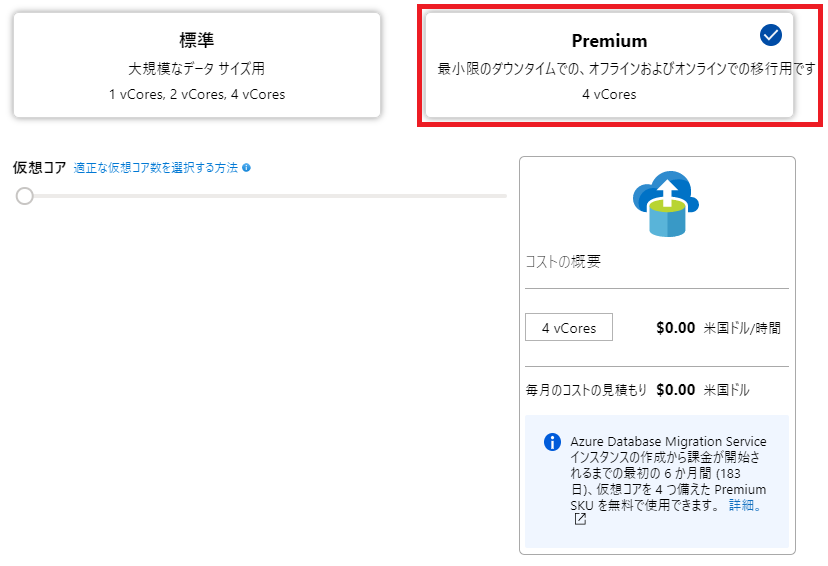 標準
大規模なデータ サイズ用
1 vCores, 2 vCores, 4 vCores
Premium
最小限のダウンタイムでの、オフラインおよびオンラインでの移行用です
4 vCores
仮想コア 適正な仮想コア数を選択する方法
コストの概要
4 vCores $0.00 米国ドル/時間
毎月のコストの見積もり $0.00 米国ドル
Azure Database Migration Service
インスタンスの作成から課金が開始さ
れるまでの最初の 6 か月間 (183
日)、仮想コアを 4 つ備えた Premium
SKU を無料で使用できます。 詳細。